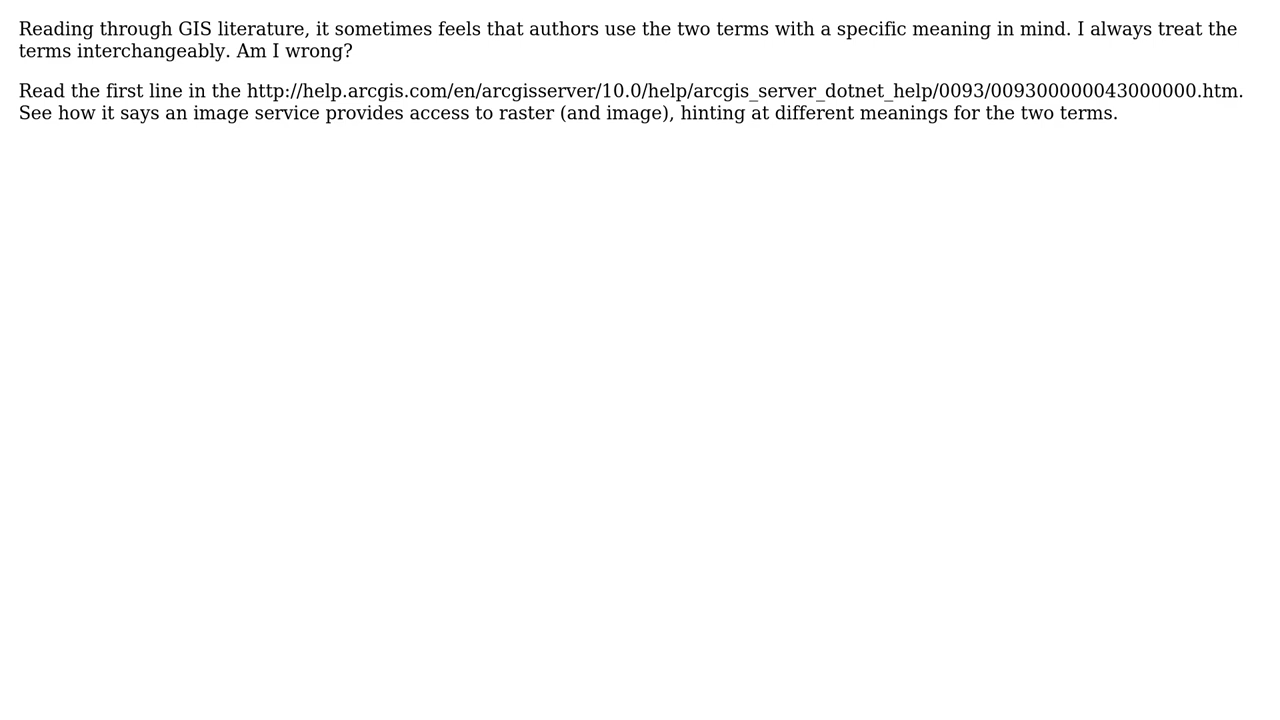 Reading through GIS literature, it sometimes feels that authors use the two terms with a specific meaning in mind. I always treat the
terms interchangeably. Am I wrong?
Read the first line in the http://help.arcgis.com/en/arcgisserver/10.0/help/arcgis_server_dotnet_help/0093/009300000043000000.htm.
See how it says an image service provides access to raster (and image), hinting at different meanings for the two terms.